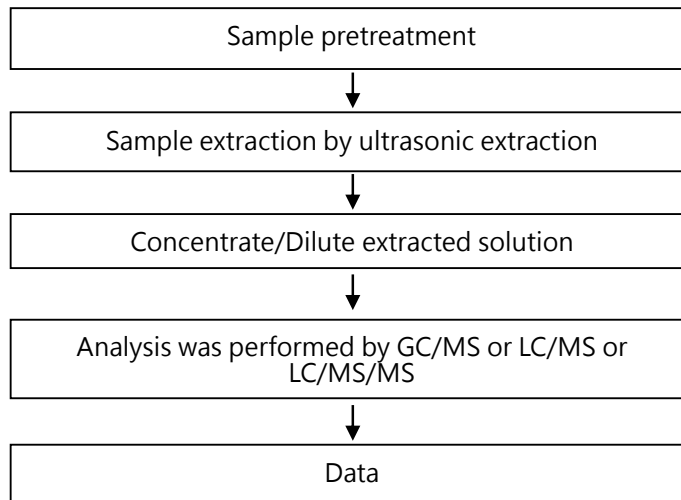 Sample pretreatment
Sample extraction by ultrasonic extraction
Concentrate/Dilute extracted solution
Analysis was performed by GC/MS or LC/MS or
LC/MS/MS
Data